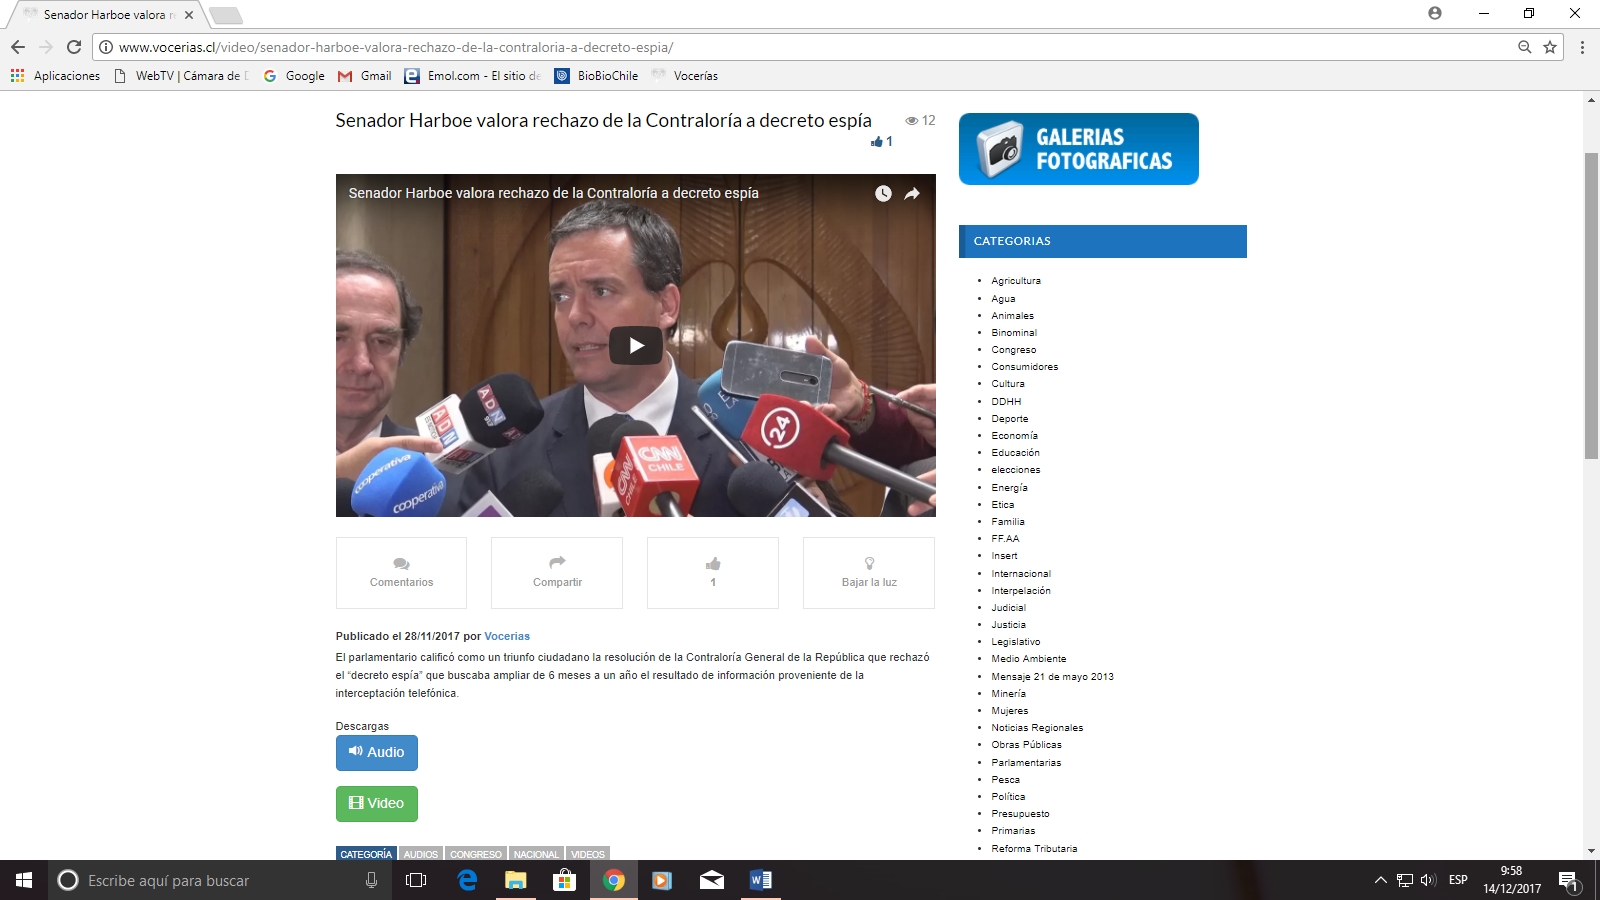 Senador Harboe valora r
www.vocerias.cl/video/senador-harboe-valora-rechazo-de-la-contraloria-a-decreto-espia/
Aplicaciones
WebTV | Cámara de D
Google
Gmail
Emol.com - El sitio de
BioBioChile
Vocerías
Senador Harboe valora rechazo de la Contraloría a decreto espía
12
1
Senador Harboe valora rechazo de la Contraloría a decreto espía
ADN
ADN
cooperativa
cooperativa
CNN
CHILE
CNN
CHILE
24
Comentarios
Compartir
1
Bajar la luz
Publicado el 28/11/2017 por Vocerias
El parlamentario calificó como un triunfo ciudadano la resolución de la Contraloría General de la República que rechazó
el “decreto espía” que buscaba ampliar de 6 meses a un año el resultado de información proveniente de la
interceptación telefónica.
Descargas
Audio
Video
CATEGORÍA AUDIOS CONGRESO NACIONAL VIDEOS
GALERIAS
FOTOGRAFICAS
CATEGORIAS
Agricultura
Agua
Animales
Binominal
Congreso
Consumidores
Cultura
DDHH
Deporte
Economía
Educación
elecciones
Energía
Etica
Familia
FF.AA
Insert
Internacional
Interpelación
Judicial
Justicia
Legislativo
Medio Ambiente
Mensaje 21 de mayo 2013
Minería
Mujeres
Noticias Regionales
Obras Públicas
Parlamentarias
Pesca
Política
Presupuesto
Primarias
Reforma Tributaria
Escribe aquí para buscar
ESP
9:58
14/12/2017
1